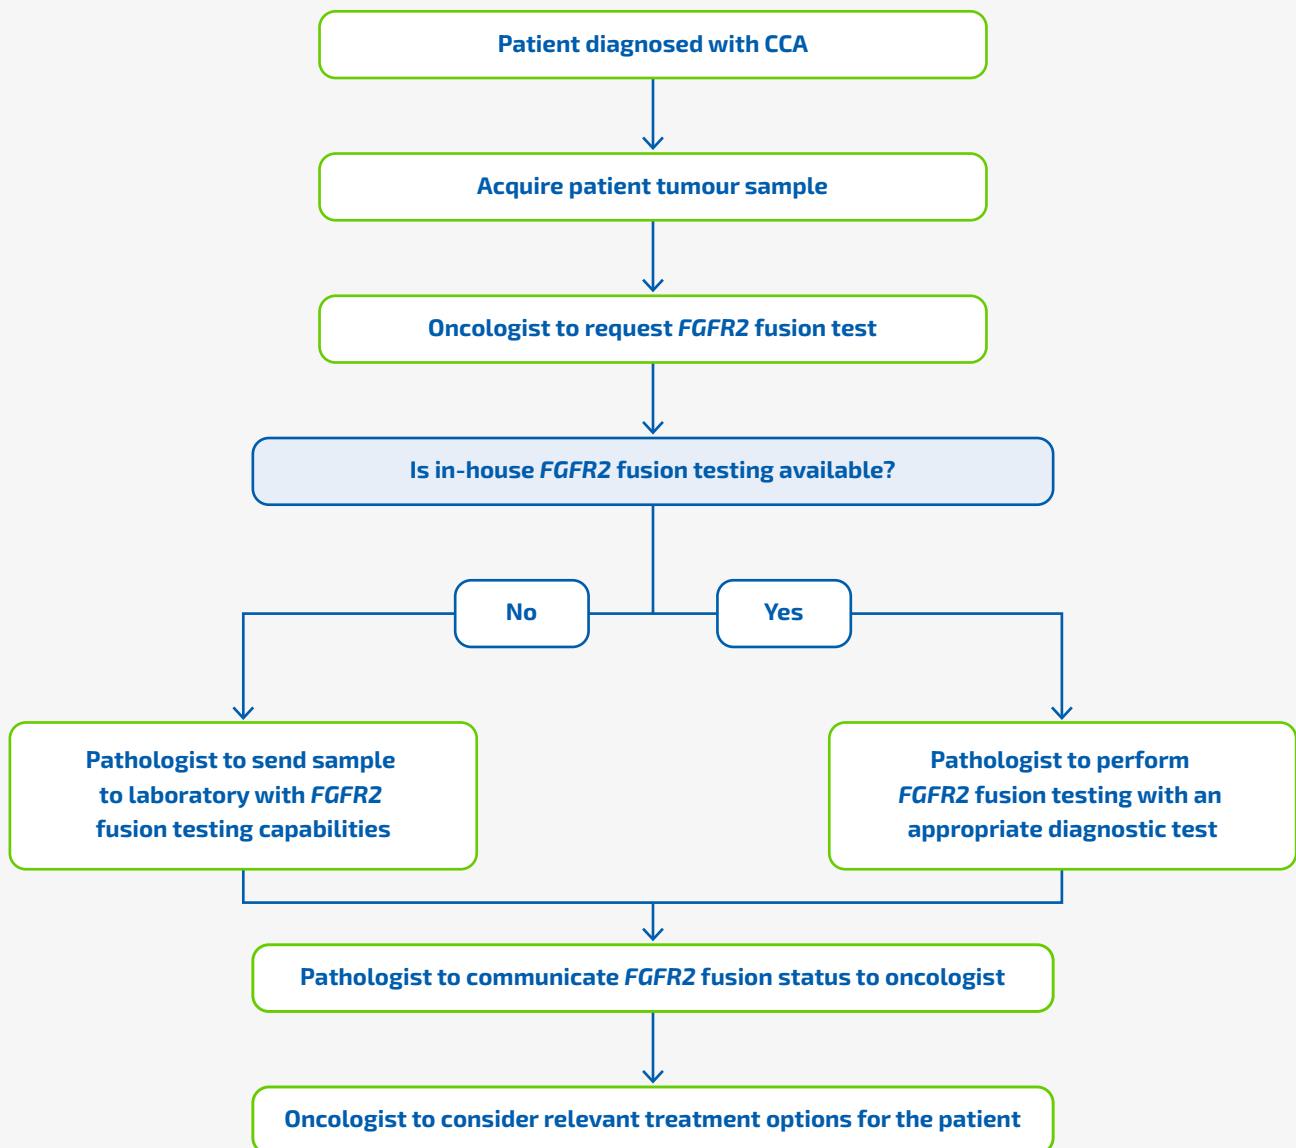 Patient diagnosed with CCA
Acquire patient tumour sample
Oncologist to request FGFR2 fusion test
Is in-house FGFR2 fusion testing available?
No
Yes
Pathologist to send sample
to laboratory with FGFR2
fusion testing capabilities
Pathologist to perform
FGFR2 fusion testing with an
appropriate diagnostic test
Pathologist to communicate FGFR2 fusion status to oncologist
Oncologist to consider relevant treatment options for the patient